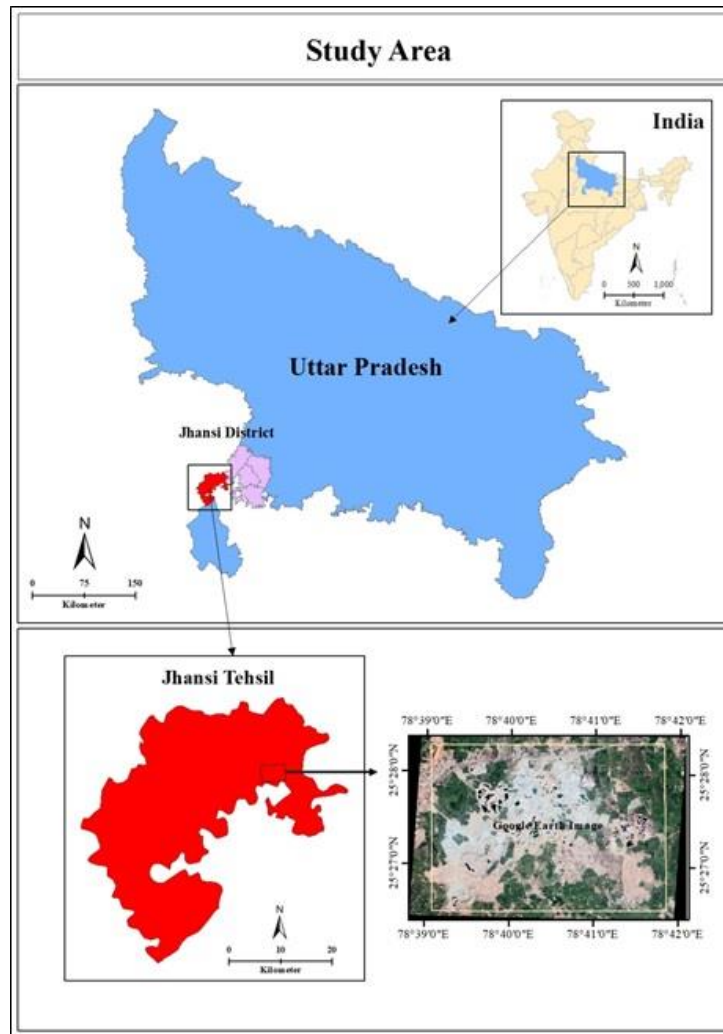 Study Area
India
N
0 500 1,000
Kilometer
Uttar Pradesh
Jhansi District
N
0 75 150
Kilometer
Jhansi Tehsil
N
0 10 20
Kilometer
78°39'0"E 78°40'0"E 78°41'0"E 78°42'0"E
25°28'0"N
25°28'0"N
Google Earth Image
25°27'0"N
25°27'0"N
78°39'0"E 78°40'0"E 78°41'0"E 78°42'0"E